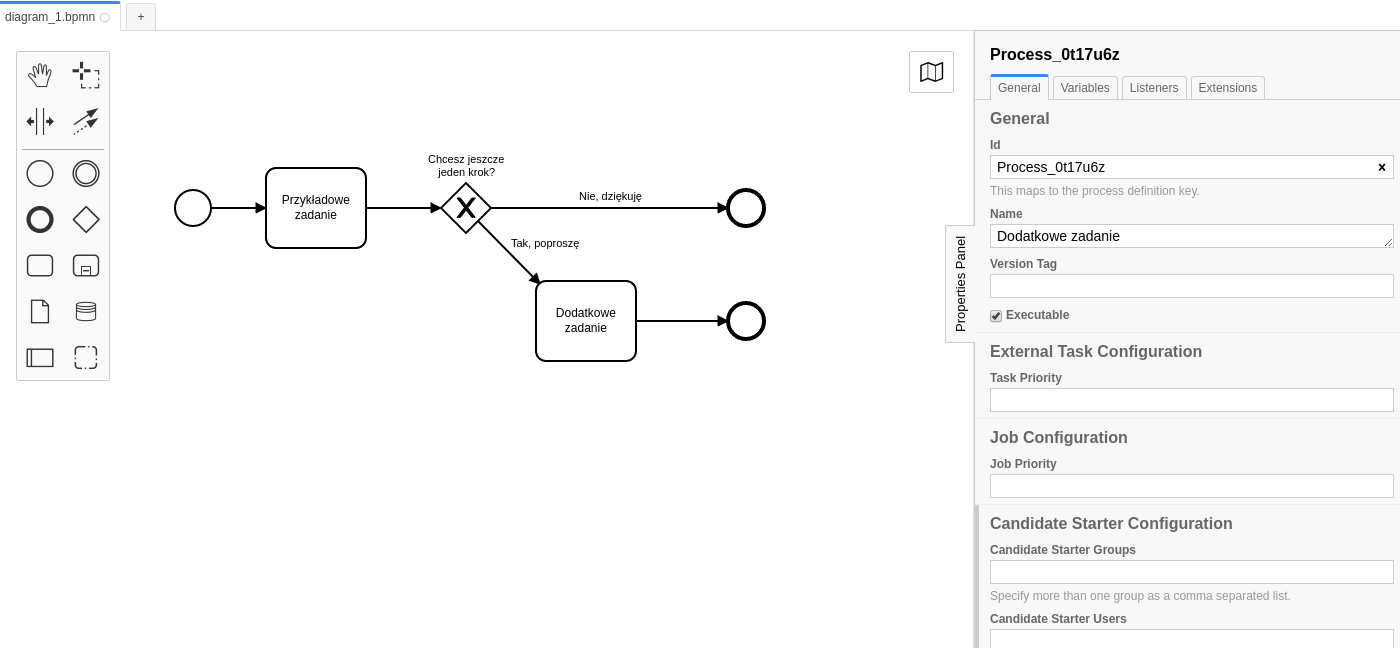 diagram_1.bpmn
+
Chcesz jeszcze
jeden krok?
Przykładowe
zadanie
Nie, dziękuję
Tak, poproszę
Dodatkowe
zadanie
Properties Panel
Process_0t17u6z
General Variables Listeners Extensions
General
Id
Process_0t17u6z
This maps to the process definition key.
Name
Dodatkowe zadanie
Version Tag
Executable
External Task Configuration
Task Priority
Job Configuration
Job Priority
Candidate Starter Configuration
Candidate Starter Groups
Specify more than one group as a comma separated list.
Candidate Starter Users